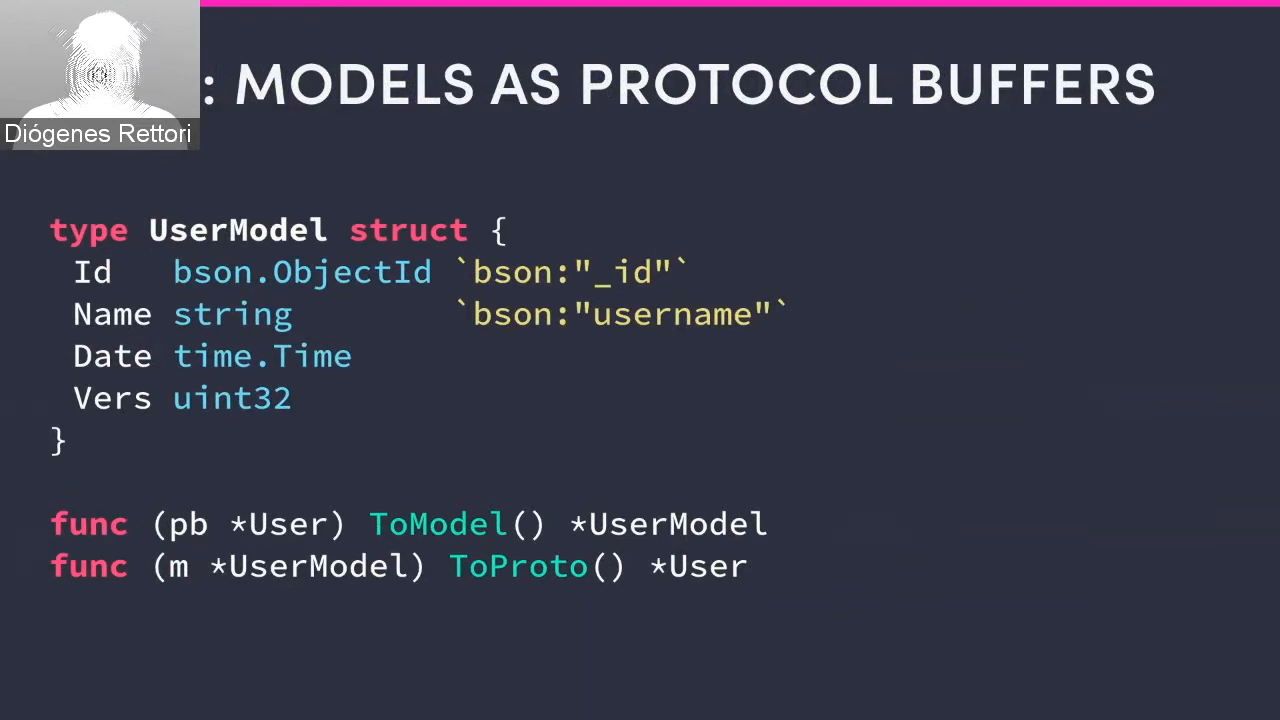 : MODELS AS PROTOCOL BUFFERS
Diógenes Rettori
type UserModel struct {
Id bson.ObjectId `bson:"_id"`
Name string `bson:"username"`
Date time.Time
Vers uint32
}
func (pb *User) ToModel() *UserModel
func (m *UserModel) ToProto() *User